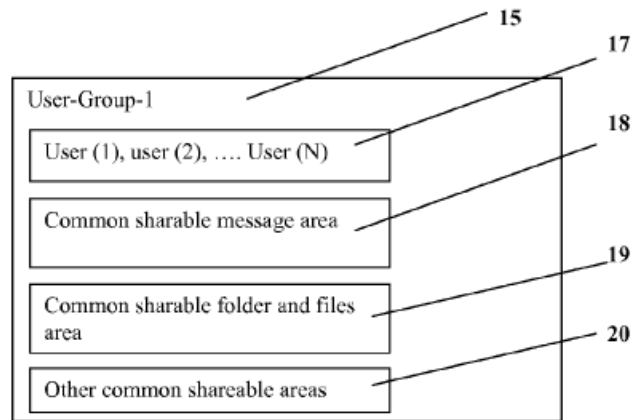 15
17
User-Group-1
18
User (1), user (2), …. User (N)
Common sharable message area
19
Common sharable folder and files
area
20
Other common shareable areas